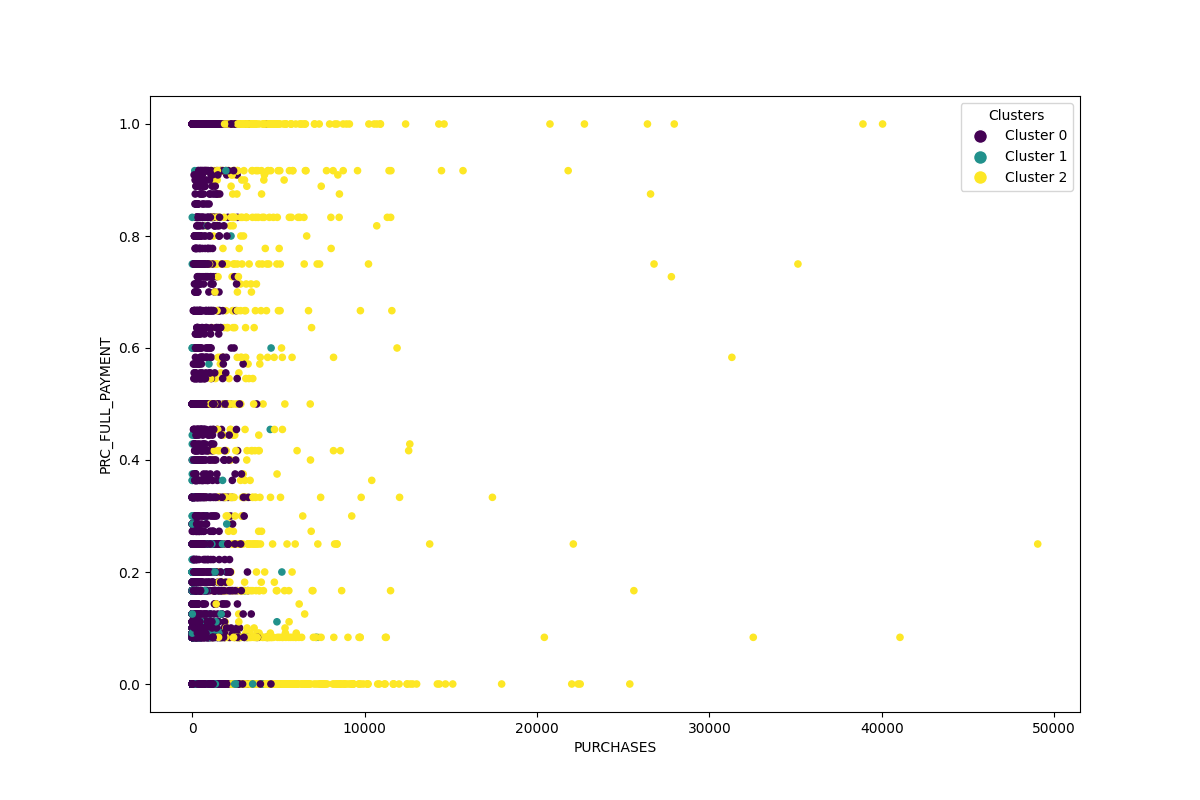 Clusters
Cluster 0
Cluster 1
Cluster 2
1.0
0.8
0.6
0.4
0.2
0.0
PRC_FULL_PAYMENT
0 10000 20000 30000 40000 50000
PURCHASES